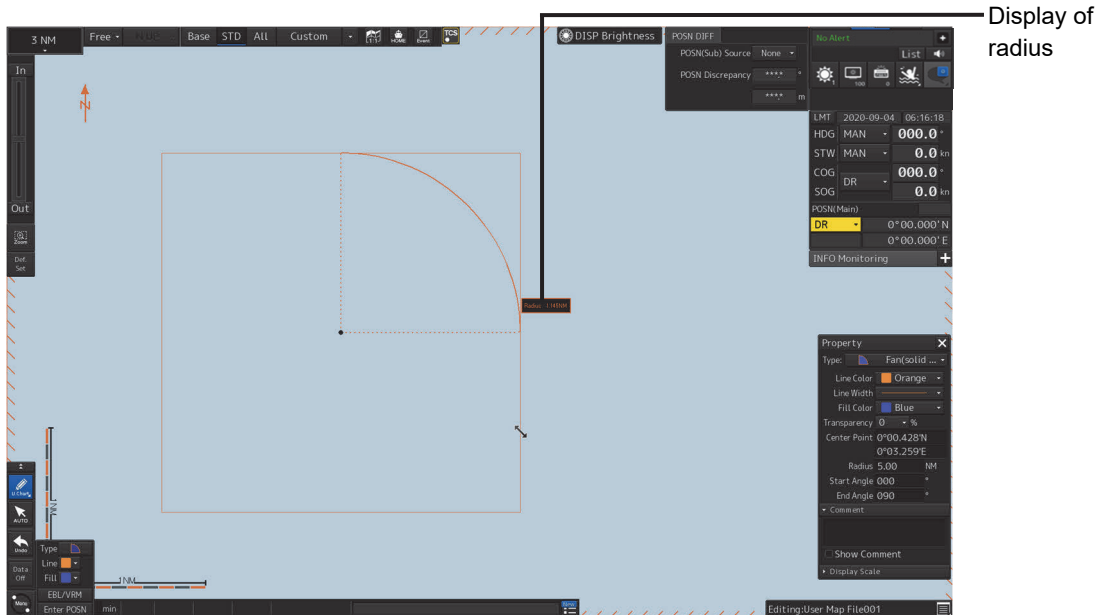 Display of
radius
3 NM
Free
Base STD All Custom
1:1
HOME
Event
TCS
DISP Brightness
POSN DIFF
POSN(Sub) Source None
POSN Discrepancy ***.* °
***.* m
No Alert
List
LMT 2020-09-04 06:16:18
HDG MAN 000.0 °
STW MAN 0.0 kn
COG 000.0 °
DR
SOG 0.0 kn
POSN(Main)
DR 0°00.000'N
0°00.000'E
INFO Monitoring +
In
Out
Zoom
Def.
Set
N
Property X
Type: Fan(solid ...
Line Color Orange
Line Width
Fill Color Blue
Transparency 0 %
Center Point 0°00.428'N
0°03.259'E
Radius 5.00 NM
Start Angle 000 °
End Angle 090 °
Comment
Show Comment
Display Scale
U Chart
AUTO
Undo
Data
Off
Menu
1NM
Type
Line
Fill
EBL/VRM
Enter POSN
1NM
min
New
Editing:User Map File001